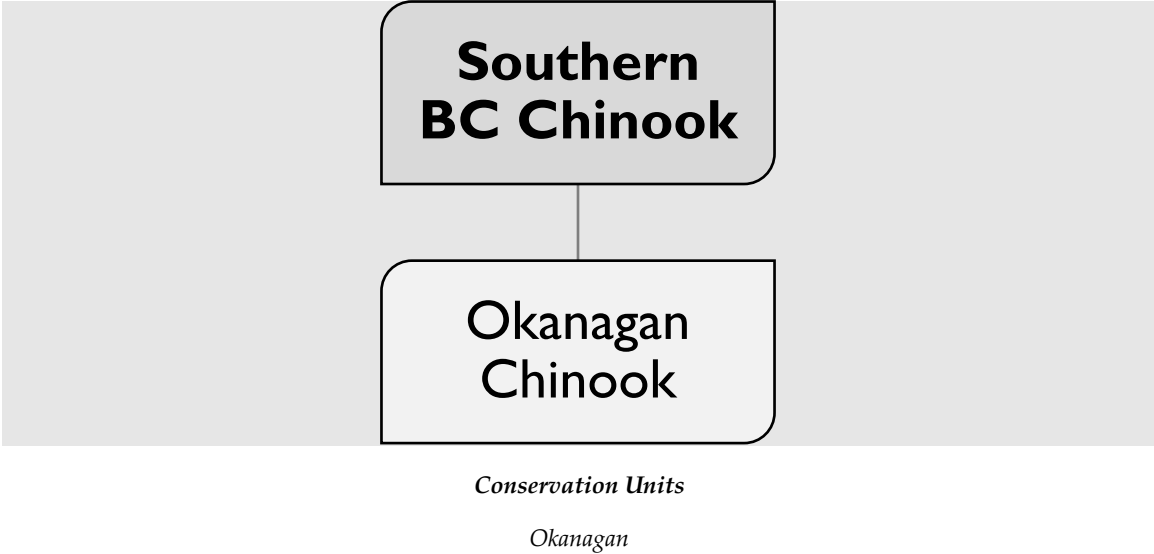 Southern
BC Chinook
Okanagan
Chinook
Conservation Units
Okanagan